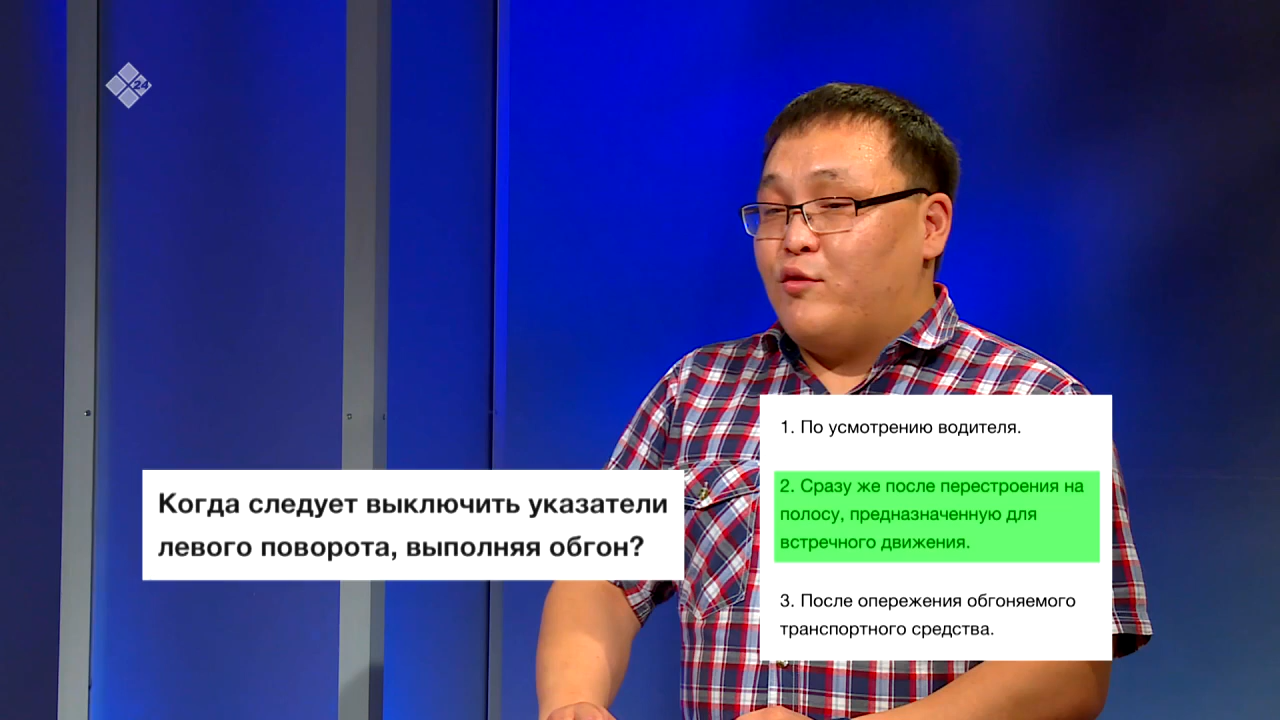 X24
Когда следует выключить указатели
левого поворота, выполняя обгон?
1. По усмотрению водителя.
2. Сразу же после перестроения на
полосу, предназначенную для
встречного движения.
3. После опережения обгоняемого
транспортного средства.